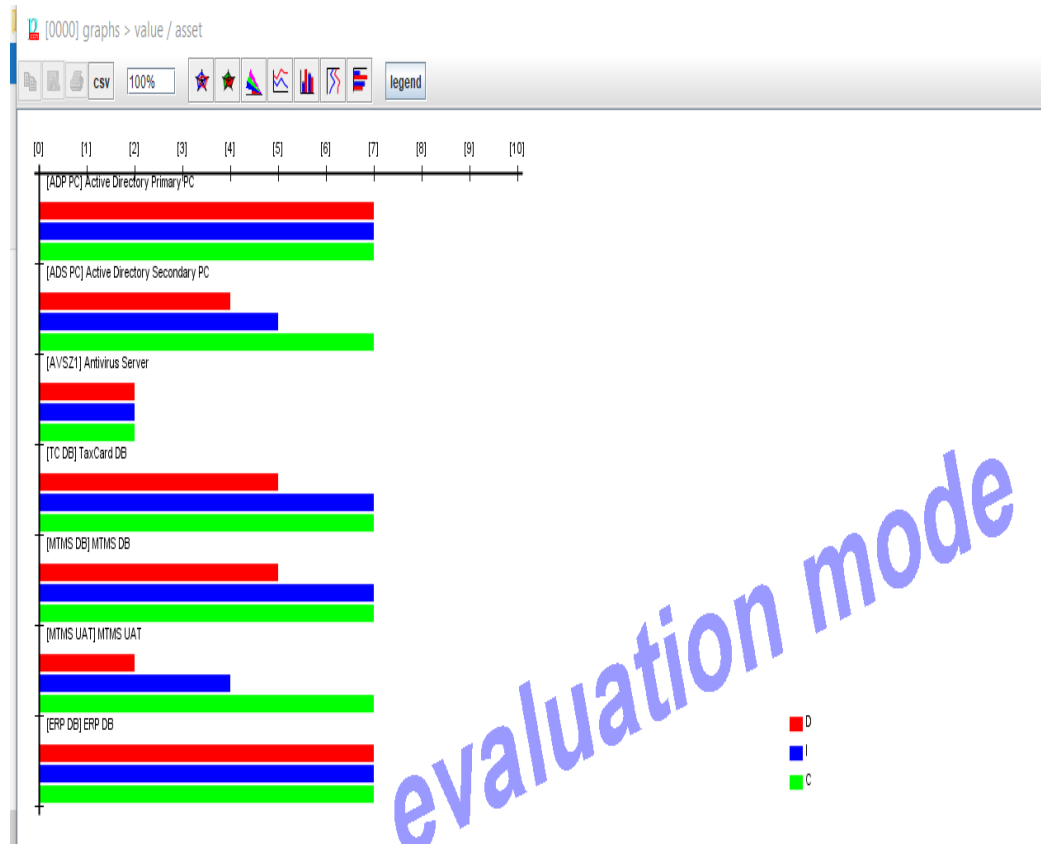 [0000] graphs > value / asset
csv 100% legend
[0] [1] [2] [3] [4] [5] [6] [7] [8] [9] [10]
[ADP PC] Active Directory Primary PC
[ADS PC] Active Directory Secondary PC
[AVSZ1] Antivirus Server
[TC DB] TaxCard DB
[MTMS DB] MTMS DB
[MTMS UAT] MTMS UAT
[ERP DB] ERP DB
evaluation mode
D
I
C